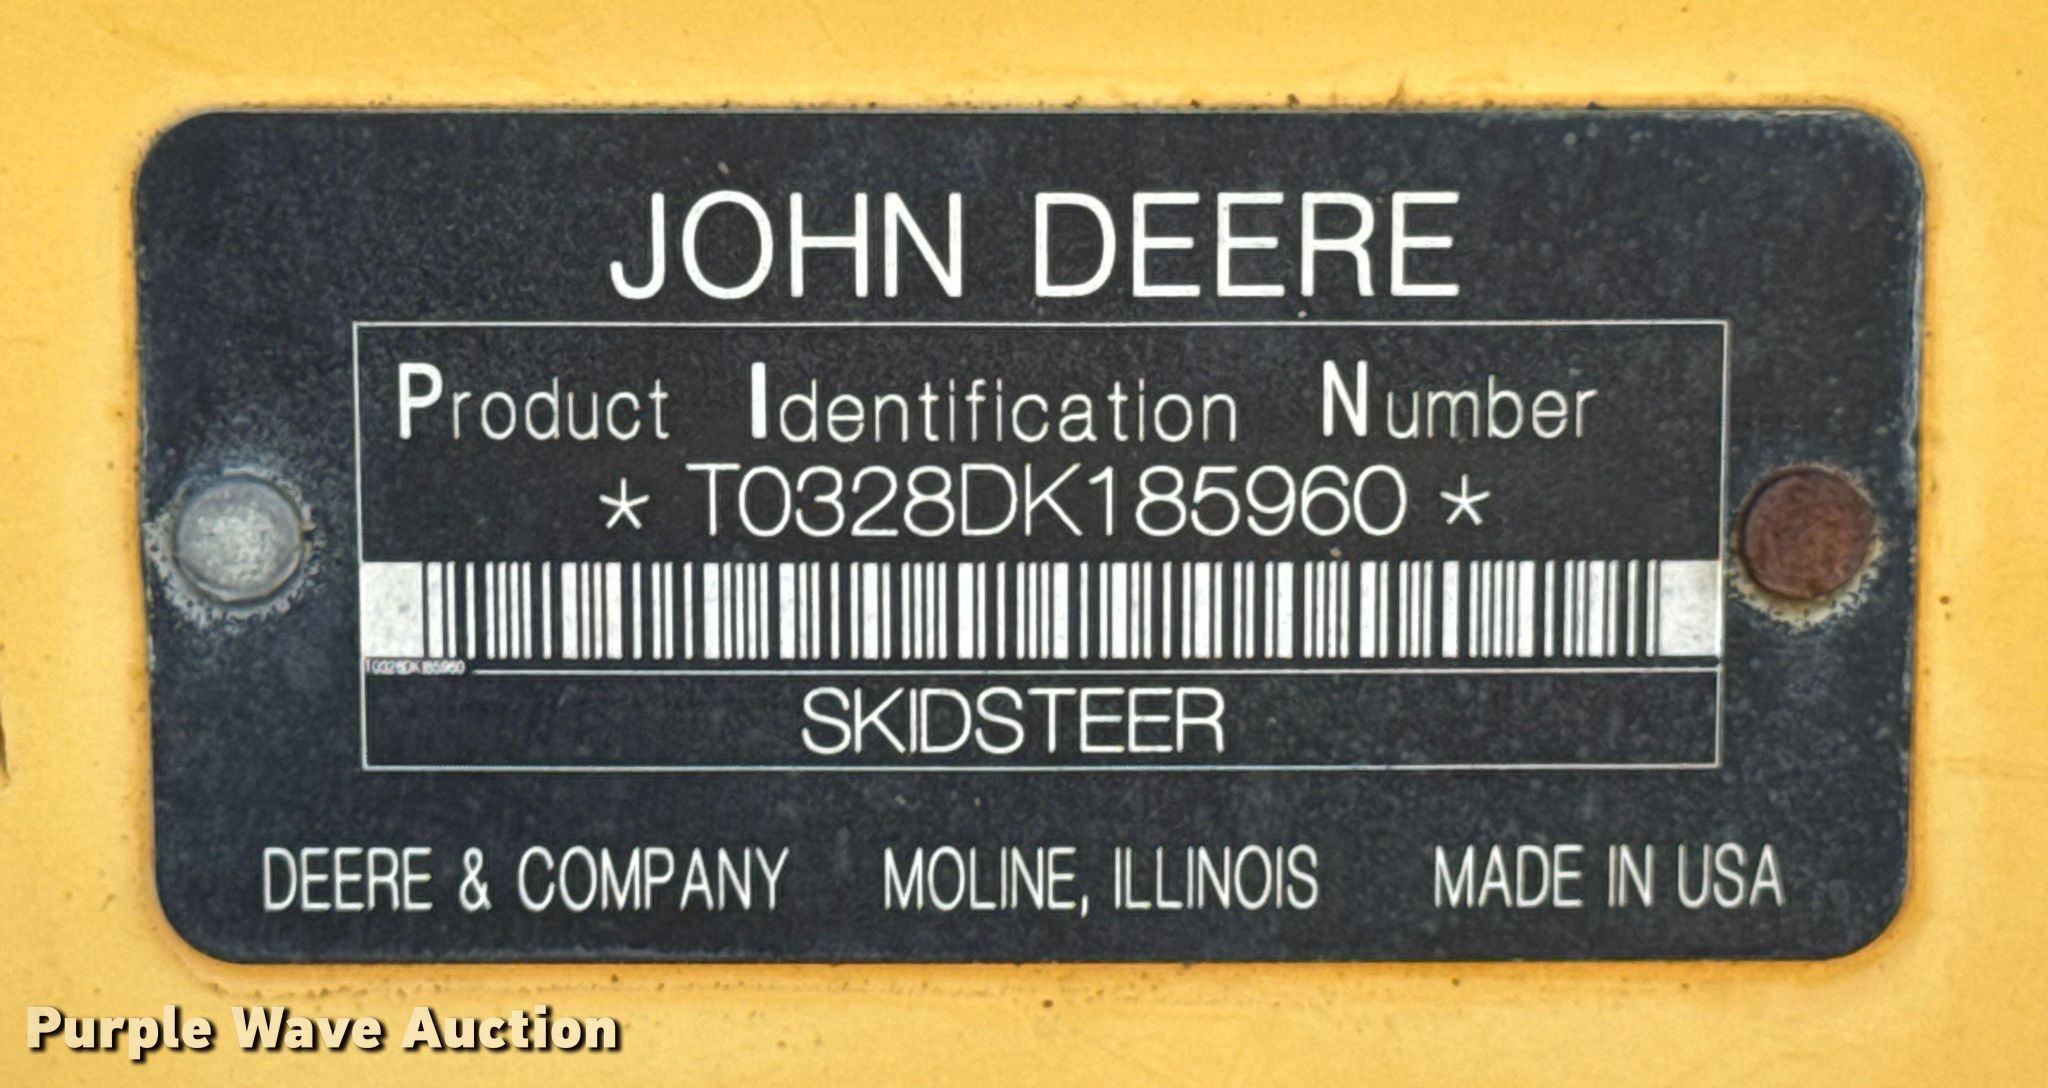 JOHN DEERE
Product Identification Number
* T0328DK185960 *
T0328DK185960
SKIDSTEER
DEERE & COMPANY MOLINE, ILLINOIS MADE IN USA
Purple Wave Auction